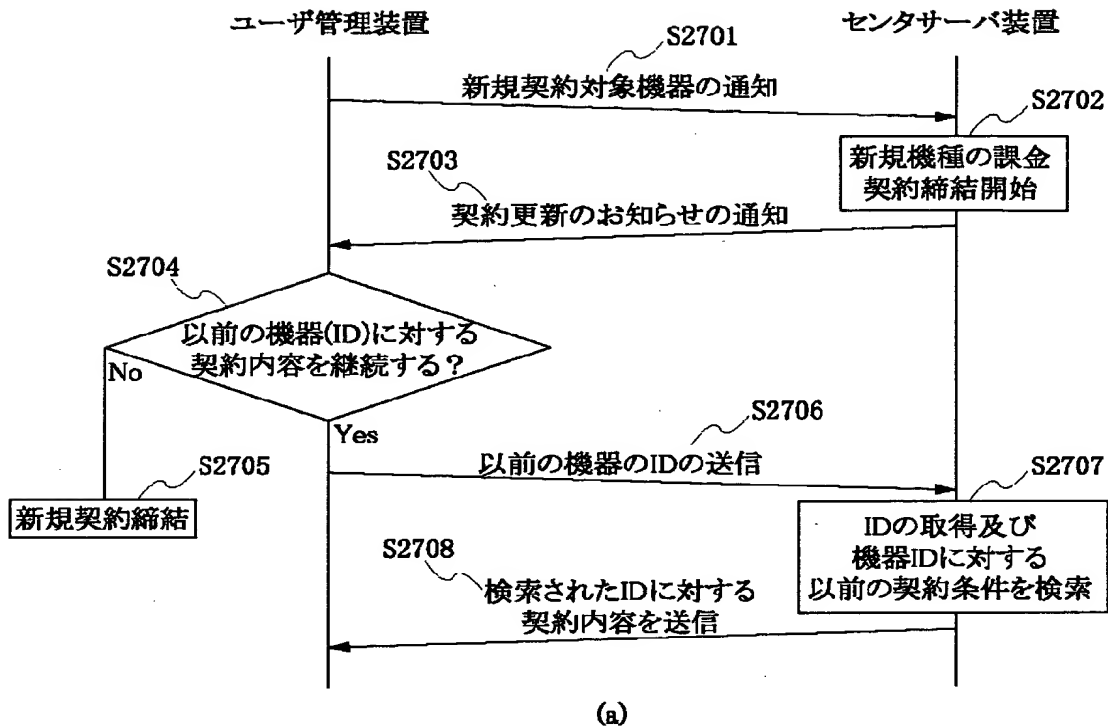 ユーザ管理装置
センタサーバ装置
S2701
新規契約対象機器の通知
S2702
新規機種の課金
契約締結開始
S2703
契約更新のお知らせの通知
S2704
以前の機器(ID)に対する
契約内容を継続する？
No
Yes
S2705
新規契約締結
S2706
以前の機器のIDの送信
S2707
IDの取得及び
機器IDに対する
以前の契約条件を検索
S2708
検索されたIDに対する
契約内容を送信
(a)